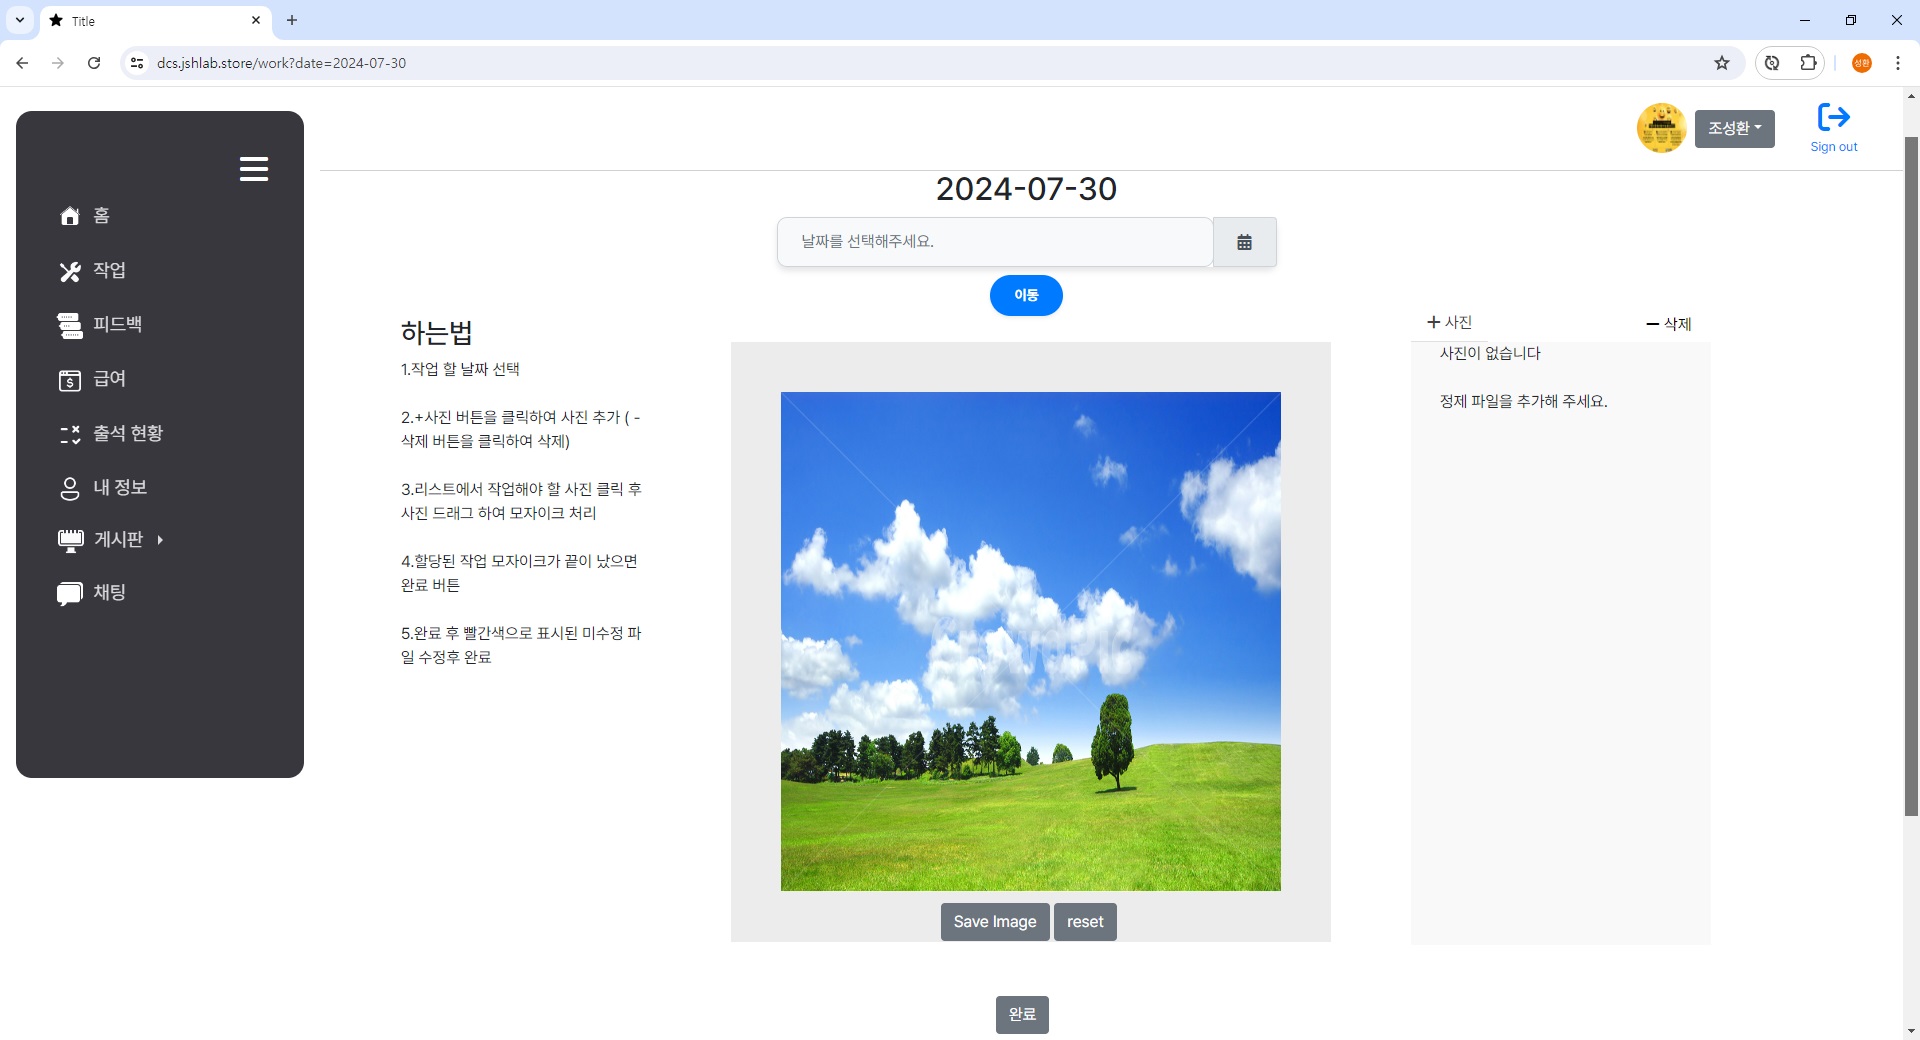 Title
dcs.jshlab.store/work?date=2024-07-30
성환
조성환
Sign out
홈
작업
피드백
급여
출석 현황
내 정보
게시판
채팅
2024-07-30
날짜를 선택해주세요.
이동
하는법
1.작업 할 날짜 선택
2.+사진 버튼을 클릭하여 사진 추가 ( -
삭제 버튼을 클릭하여 삭제)
3.리스트에서 작업해야 할 사진 클릭 후
사진 드래그 하여 모자이크 처리
4.할당된 작업 모자이크가 끝이 났으면
완료 버튼
5.완료 후 빨간색으로 표시된 미수정 파
일 수정후 완료
Save Image
reset
+ 사진
- 삭제
사진이 없습니다
정제 파일을 추가해 주세요.
완료